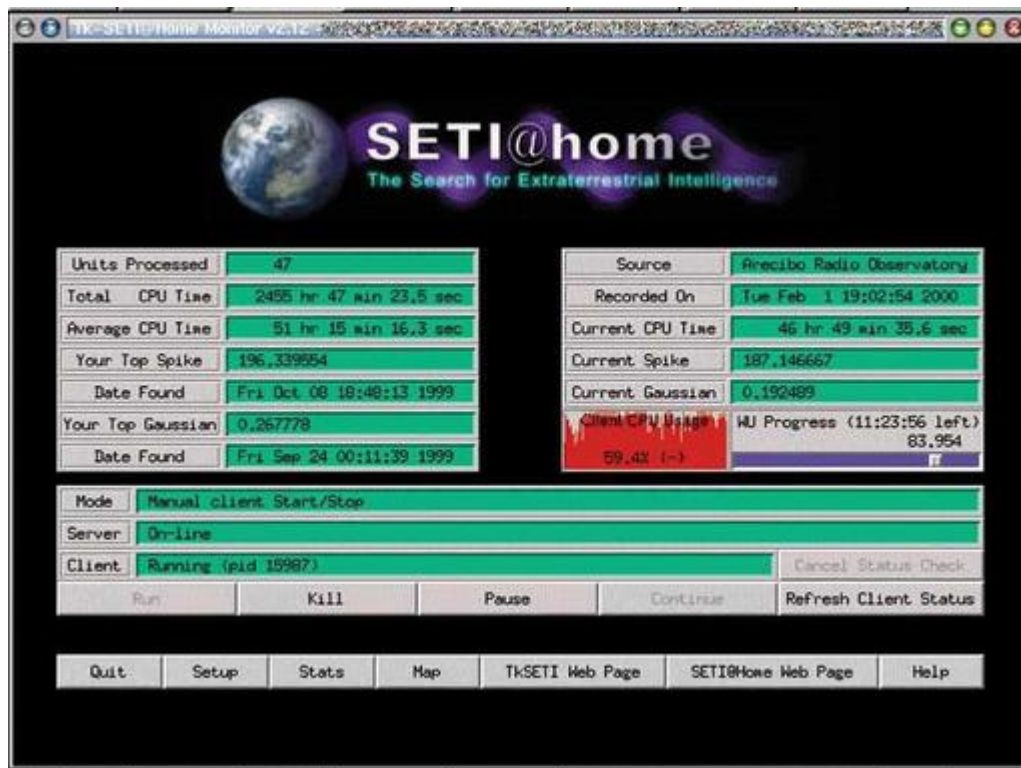 Tk-SETI@Home Monitor v2.12
SETI@home
The Search for Extraterrestrial Intelligence
Units Processed 47
Total CPU Time 2455 hr 47 min 23.5 sec
Average CPU Time 51 hr 15 min 16.3 sec
Your Top Spike 196.339554
Date Found Fri Oct 08 18:48:13 1999
Your Top Gaussian 0.267778
Date Found Fri Sep 24 00:11:39 1999
Source Arecibo Radio Observatory
Recorded On Tue Feb 1 19:02:54 2000
Current CPU Time 46 hr 49 min 35.6 sec
Current Spike 187.146667
Current Gaussian 0.192489
Client CPU Usage
59.4% (-)
WU Progress (11:23:56 left)
83.954
Mode Manual client Start/Stop
Server On-line
Client Running (pid 15987) Cancel Status Check
Run Kill Pause Continue Refresh Client Status
Quit Setup Stats Map TkSETI Web Page SETI@Home Web Page Help